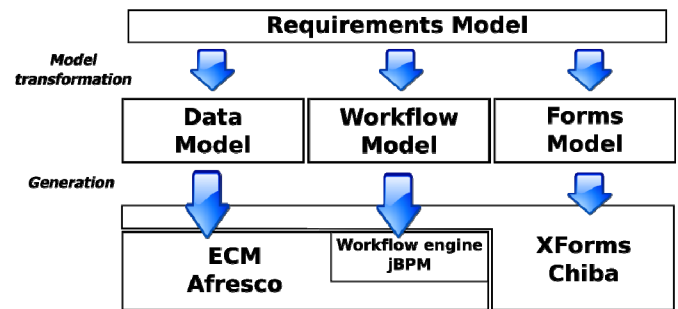 Requirements Model
Model
transformation
Data
Model
Workflow
Model
Forms
Model
Generation
ECM
Afresco
Workflow engine
jBPM
XForms
Chiba